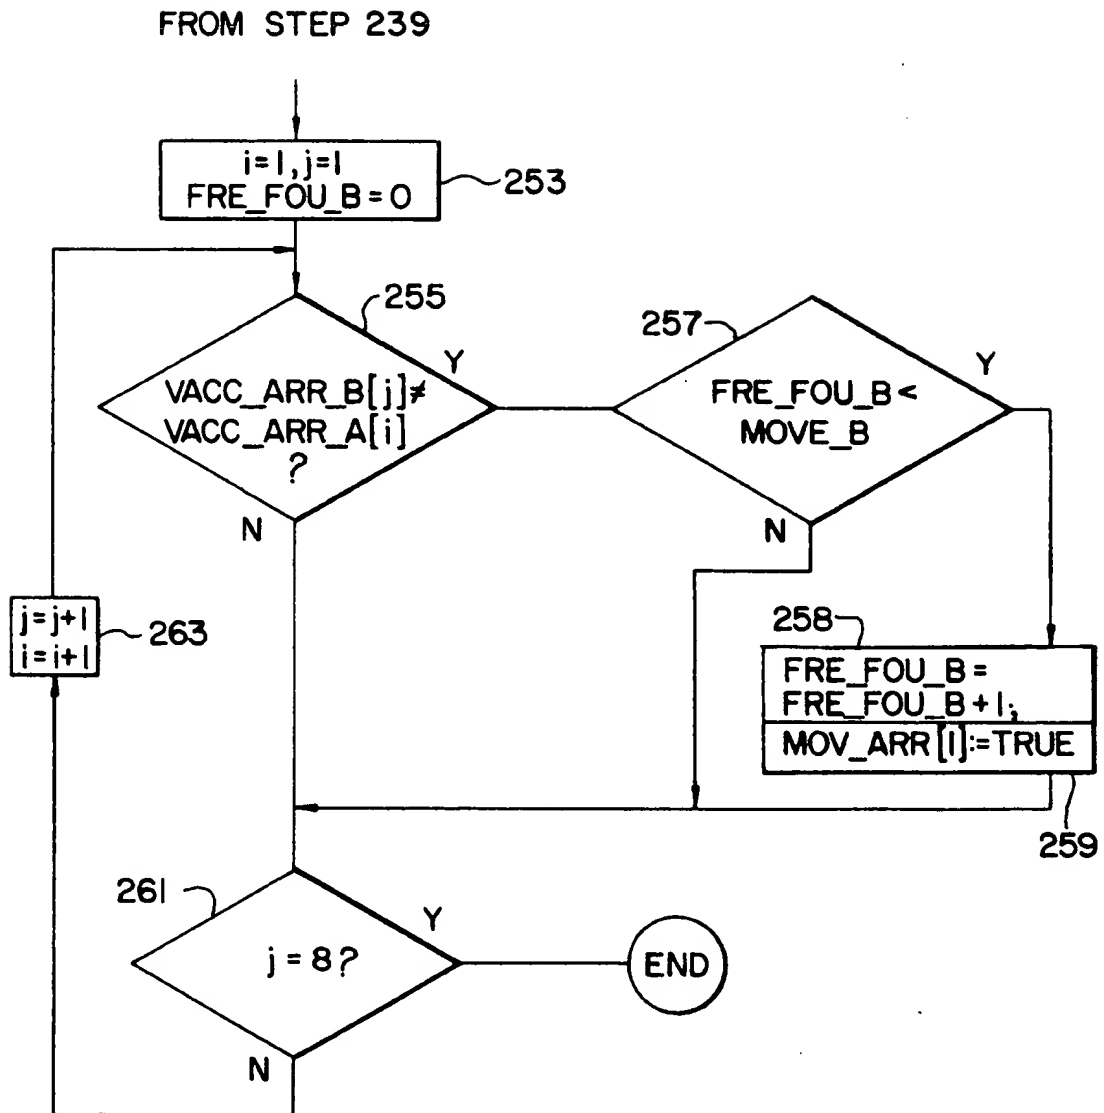 FROM STEP 239
i=1, j=1
FRE_FOU_B=0
253
255
Y
VACC_ARR_B[j]≠
VACC_ARR_A[i]
?
N
257
Y
FRE_FOU_B<
MOVE_B
N
258
FRE_FOU_B=
FRE_FOU_B+1;
MOV_ARR[1]:=TRUE
259
j=j+1
i=i+1
263
261
Y
j=8?
N
END